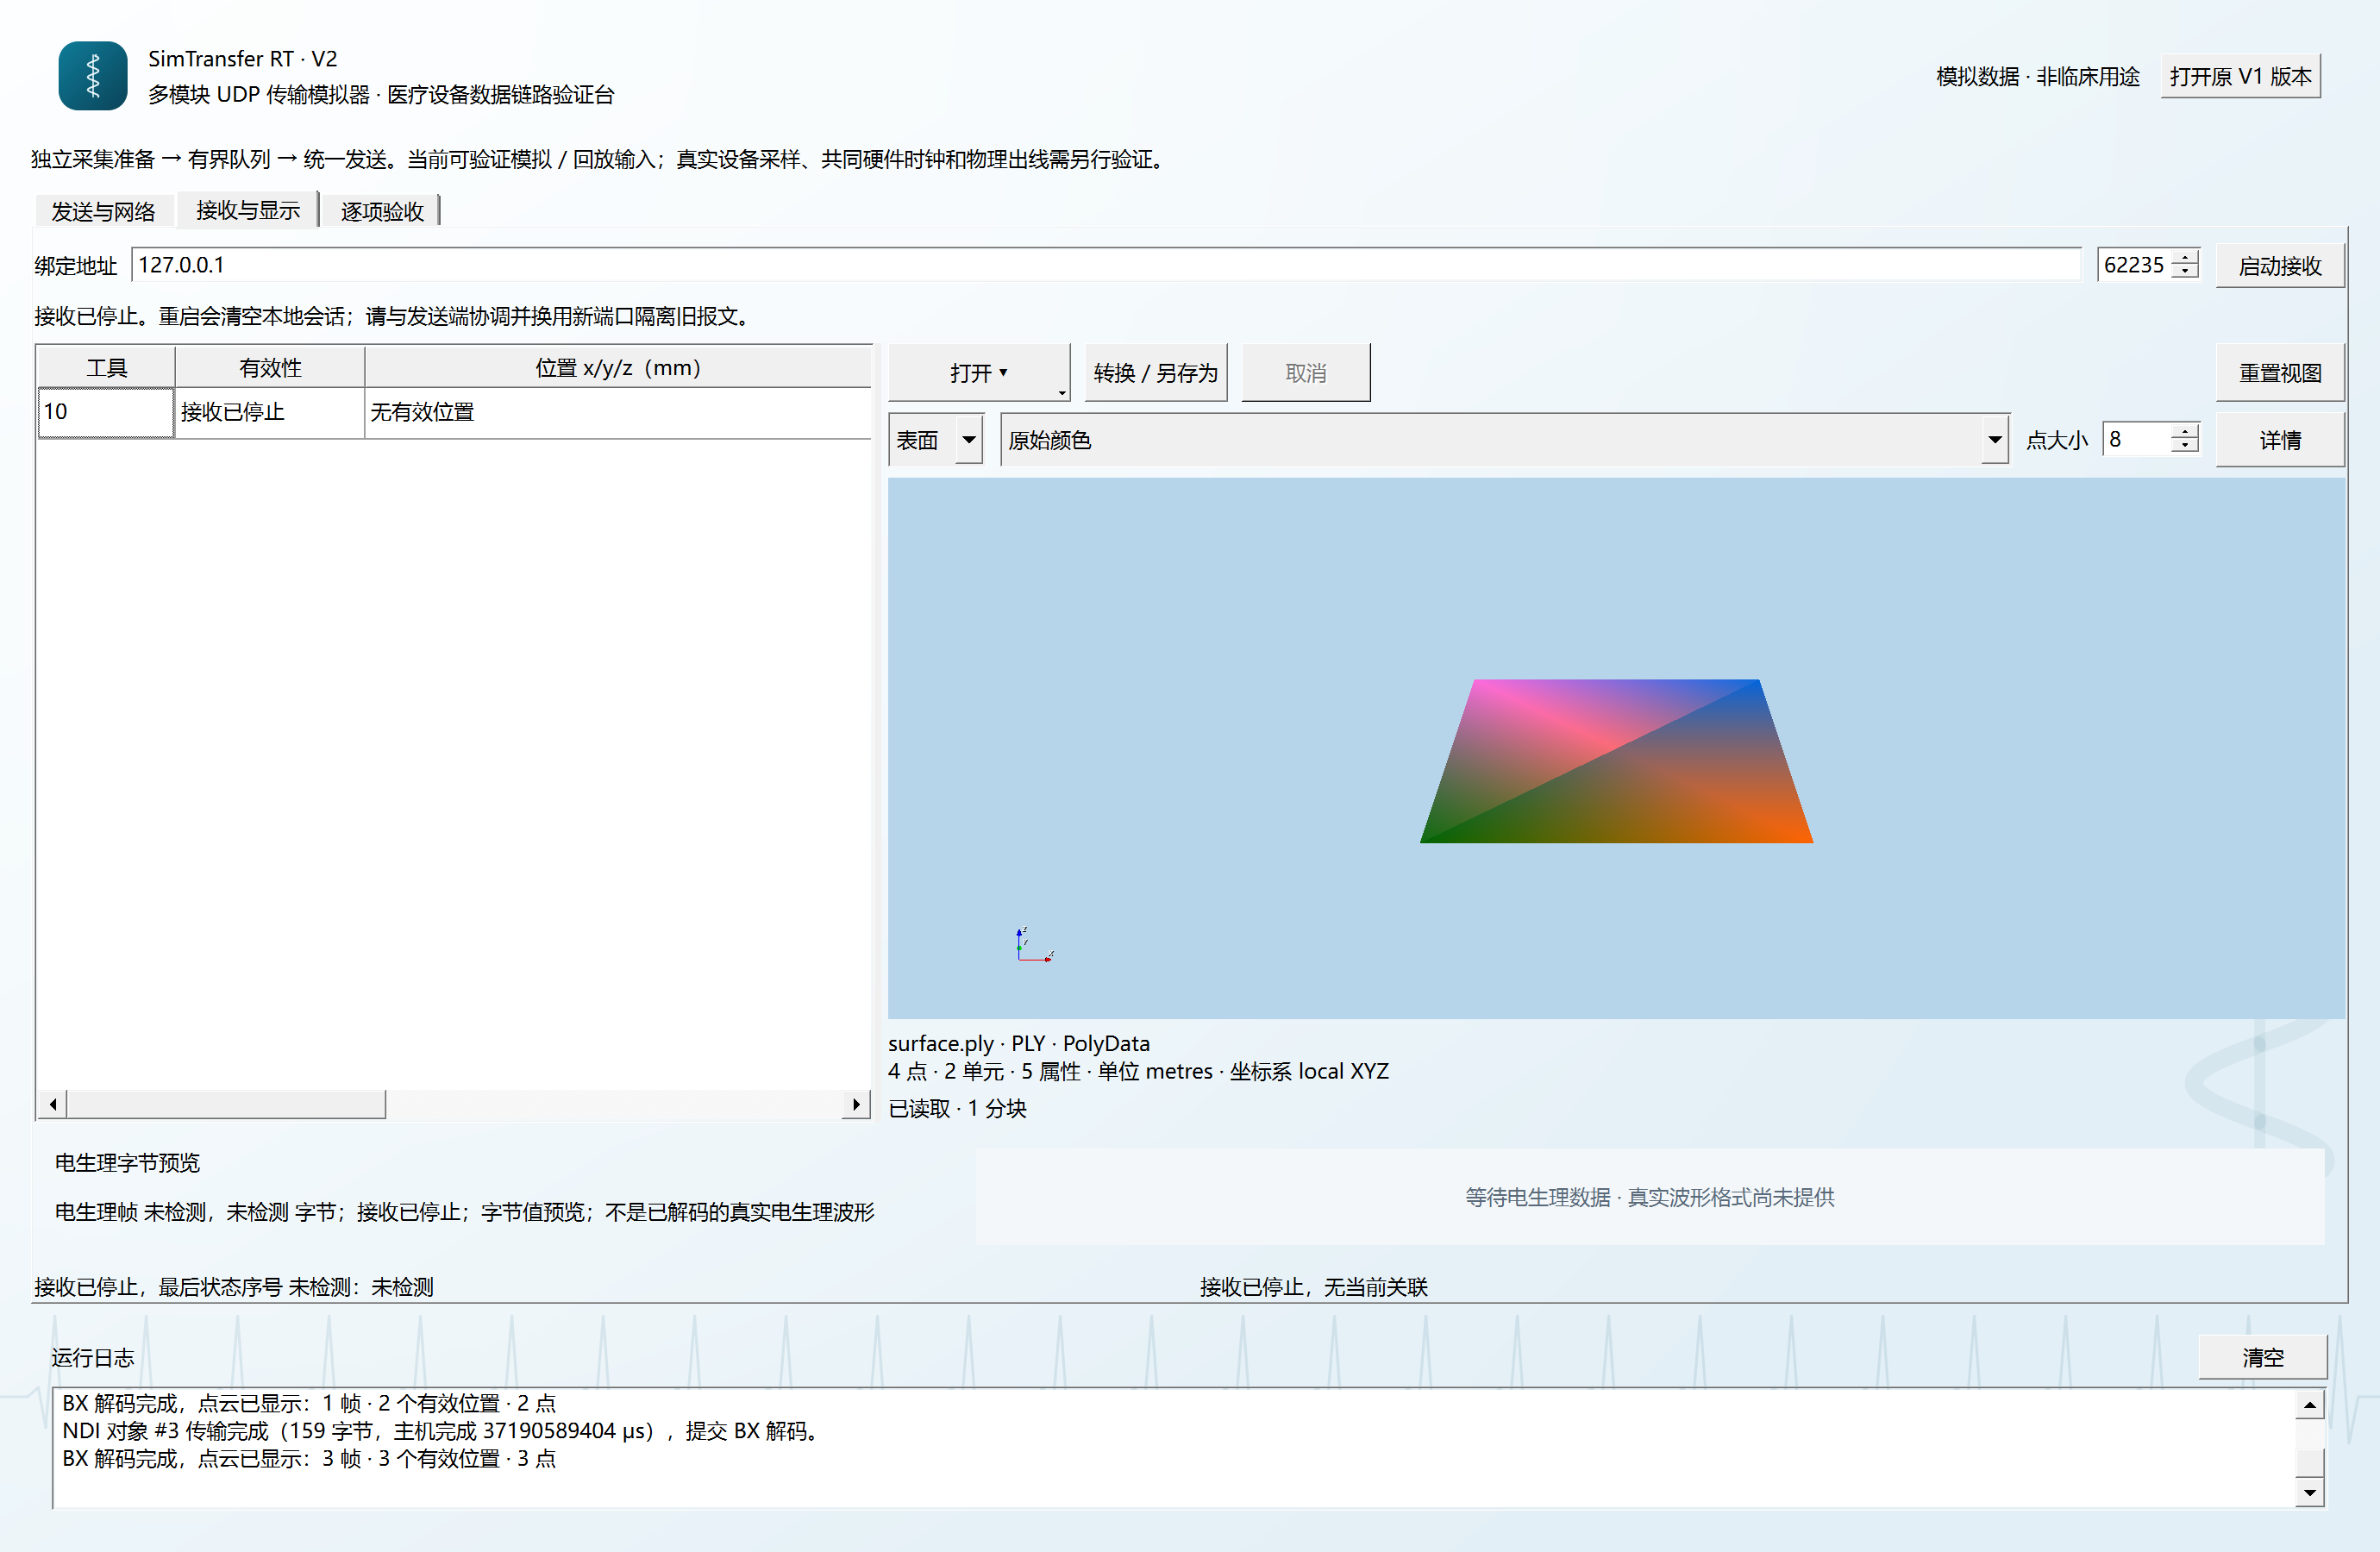 SimTransfer RT · V2
多模块 UDP 传输模拟器 · 医疗设备数据链路验证台
模拟数据 · 非临床用途
打开原 V1 版本
独立采集准备 → 有界队列 → 统一发送。当前可验证模拟 / 回放输入；真实设备采样、共同硬件时钟和物理出线需另行验证。
发送与网络
接收与显示
逐项验收
绑定地址
127.0.0.1
62235
启动接收
接收已停止。重启会清空本地会话；请与发送端协调并换用新端口隔离旧报文。
工具
有效性
位置 x/y/z（mm）
10
接收已停止
无有效位置
打开 ▾
转换 / 另存为
取消
重置视图
表面
原始颜色
点大小
8
详情
Z
Y
X
surface.ply · PLY · PolyData
4 点 · 2 单元 · 5 属性 · 单位 metres · 坐标系 local XYZ
已读取 · 1 分块
电生理字节预览
电生理帧 未检测，未检测 字节；接收已停止；字节值预览；不是已解码的真实电生理波形
等待电生理数据 · 真实波形格式尚未提供
接收已停止，最后状态序号 未检测：未检测
接收已停止，无当前关联
运行日志
清空
BX 解码完成，点云已显示：1 帧 · 2 个有效位置 · 2 点
NDI 对象 #3 传输完成（159 字节，主机完成 37190589404 μs），提交 BX 解码。
BX 解码完成，点云已显示：3 帧 · 3 个有效位置 · 3 点